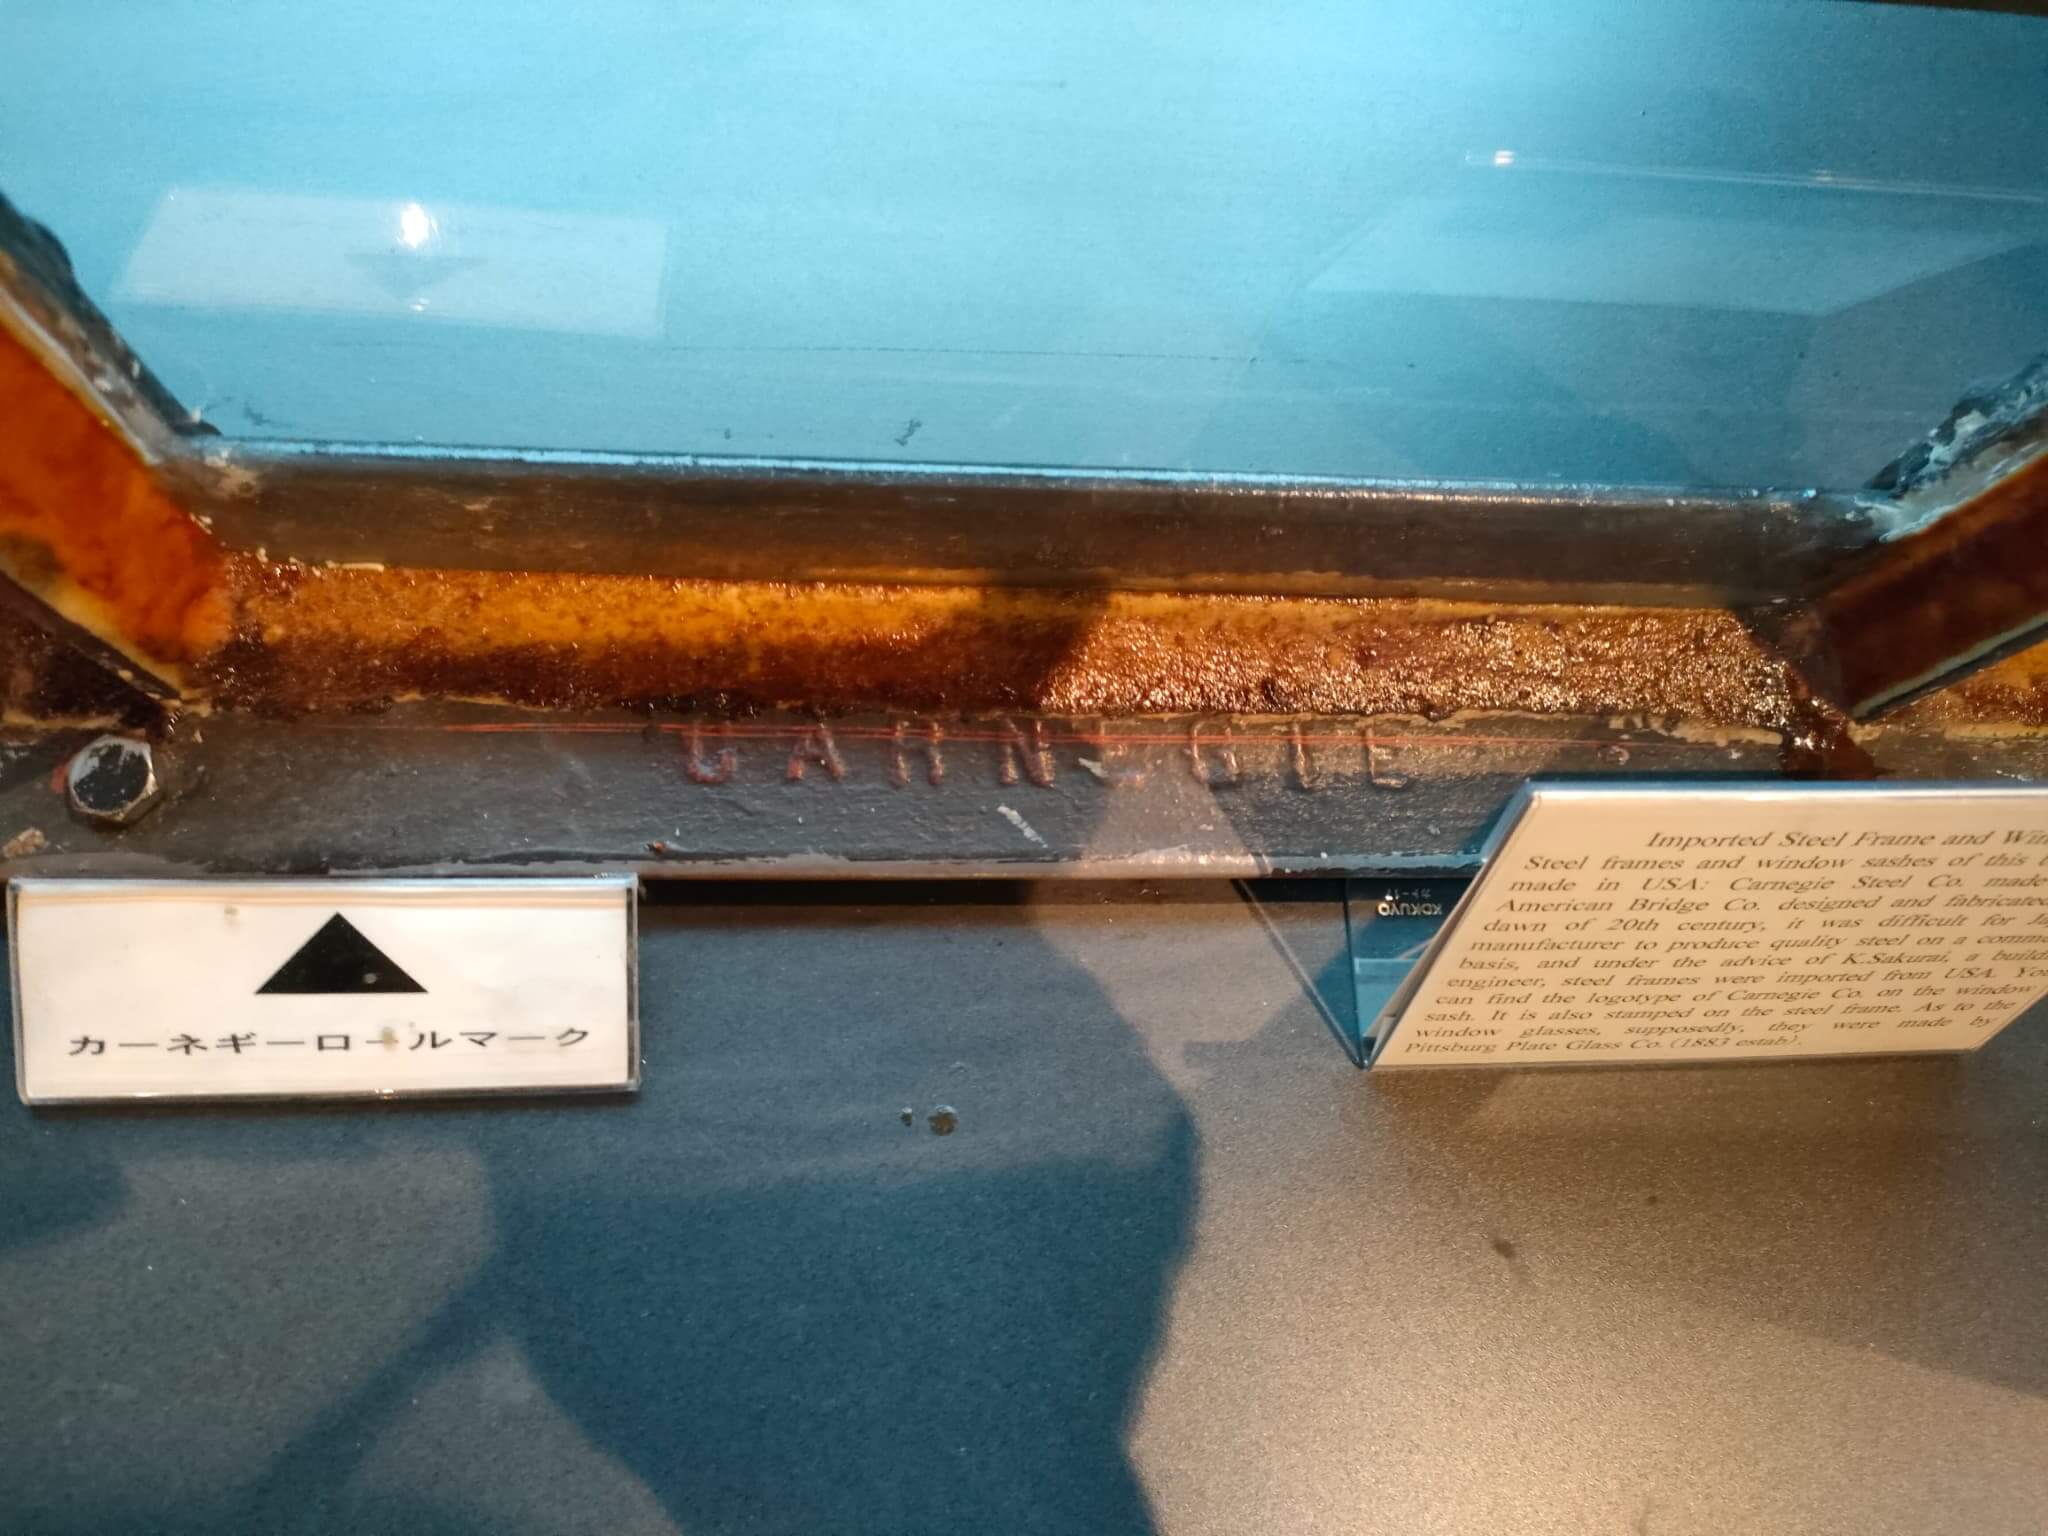 CARNEGIE
▲
カーネギーロールマーク
KOKUYO
Imported Steel Frame and
Steel frames and window sashes of this
made in USA: Carnegie Steel Co. made
American Bridge Co. designed and fabricated
dawn of 20th century, it was difficult for
manufacturer to produce quality steel on a
basis, and under the advice of K.Sakurai, a
engineer, steel frames were imported from USA. You
can find the logotype of Carnegie Co. on the window
sash. It is also stamped on the steel frame. As to the
window glasses, supposedly, they were made by
Pittsburg Plate Glass Co. (1883 estab).